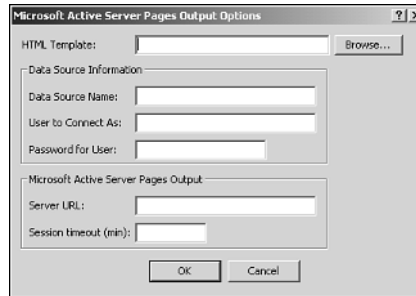 Microsoft Active Server Pages Output Options
HTML Template:
Browse...
Data Source Information
Data Source Name:
User to Connect As:
Password for User:
Microsoft Active Server Pages Output
Server URL:
Session timeout (min):
OK
Cancel